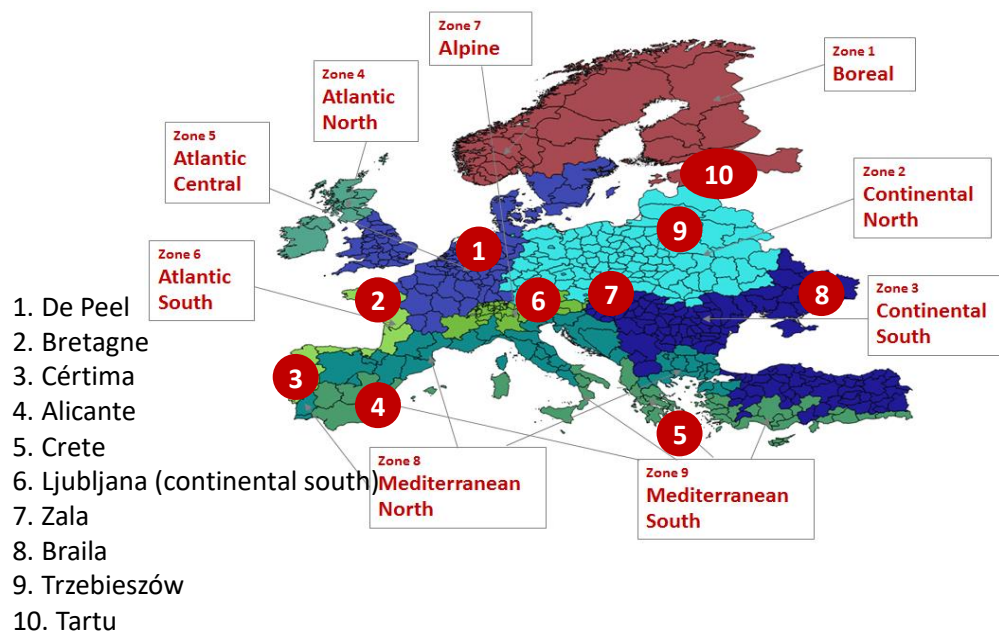 Zone 7
Alpine
Zone 1
Boreal
Zone 4
Atlantic
North
Zone 5
Atlantic
Central
10
Zone 2
Continental
North
9
1
Zone 6
Atlantic
South
2
6
7
8
Zone 3
Continental
South
3
4
5
1. De Peel
2. Bretagne
3. Cértima
4. Alicante
5. Crete
6. Ljubljana (continental south)
7. Zala
8. Braila
9. Trzebieszów
10. Tartu
Zone 8
Mediterranean
North
Zone 9
Mediterranean
South